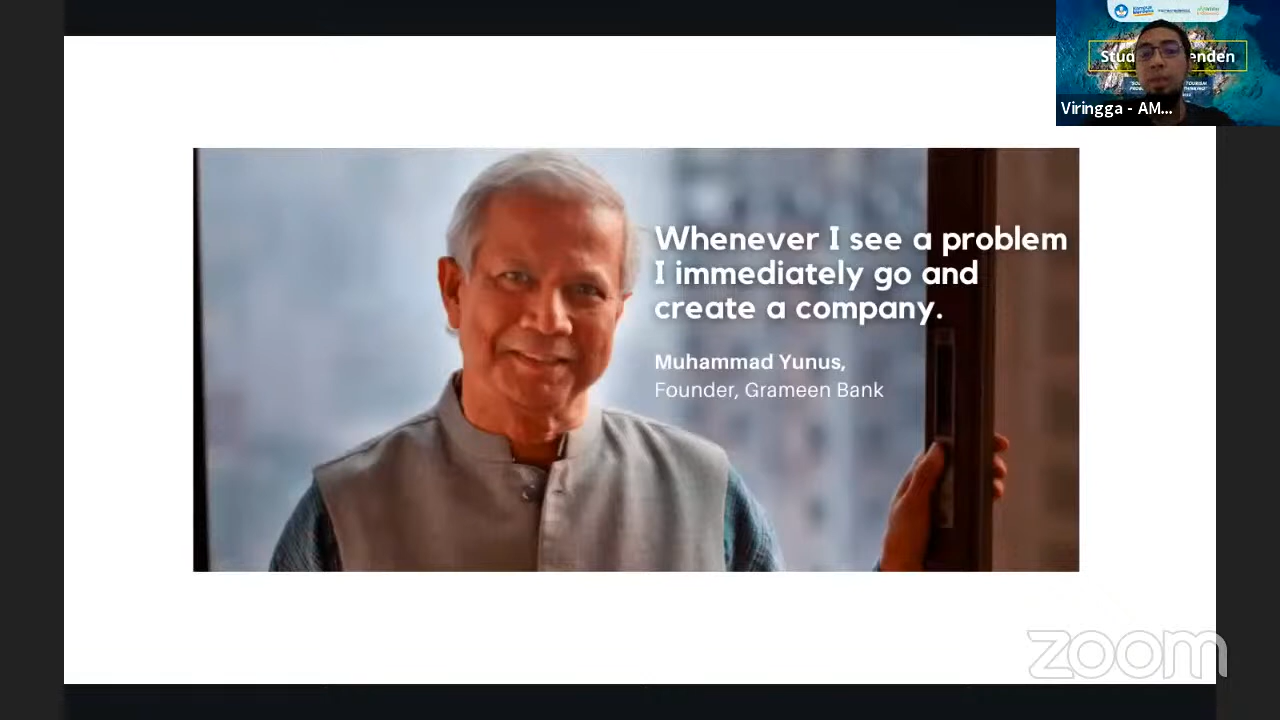 Whenever I see a problem
I immediately go and
create a company.
Muhammad Yunus,
Founder, Grameen Bank
Viringga - AM...
zoom